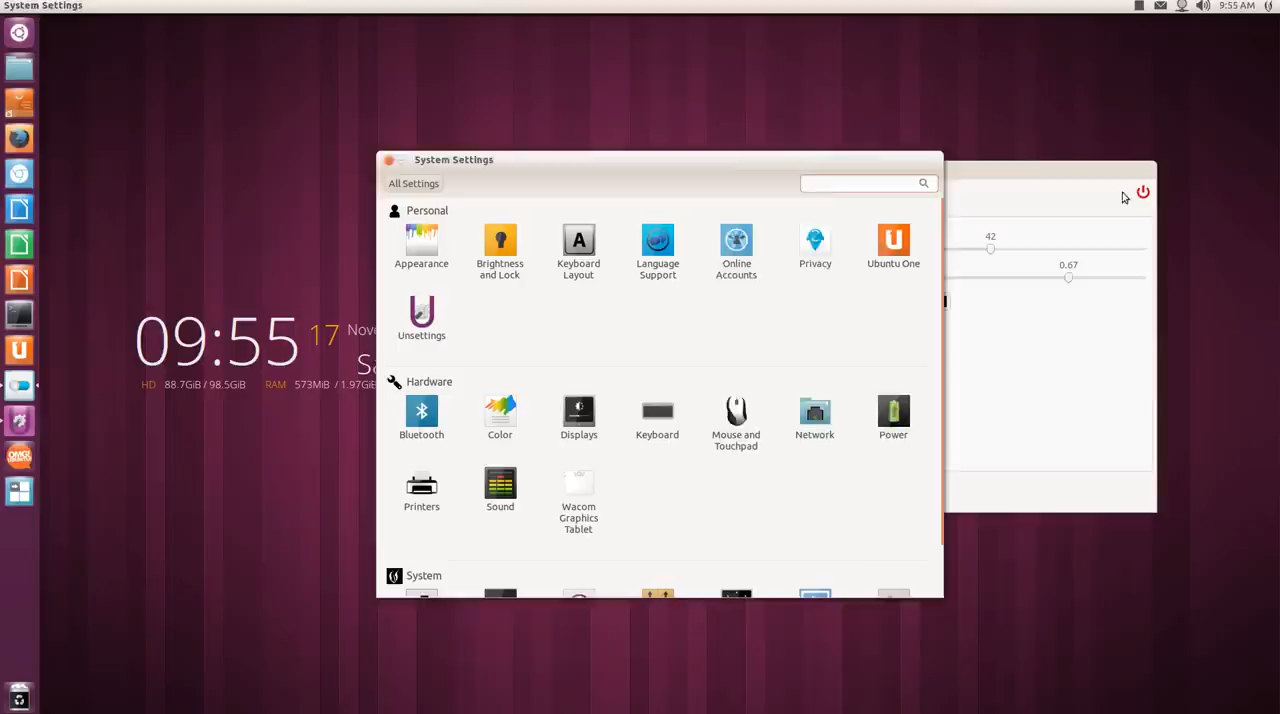 System Settings
9:55 AM
System Settings
All Settings
Personal
Appearance
Brightness
and Lock
Keyboard
Layout
Language
Support
Online
Accounts
Privacy
Ubuntu One
Unsettings
Hardware
Bluetooth
Color
Displays
Keyboard
Mouse and
Touchpad
Network
Power
Printers
Sound
Wacom
Graphics
Tablet
System
42
0.67
09:55
17
HD 88.7GiB / 98.5GiB RAM 573MiB / 1.97GiB
OMG!
UBUNTU!